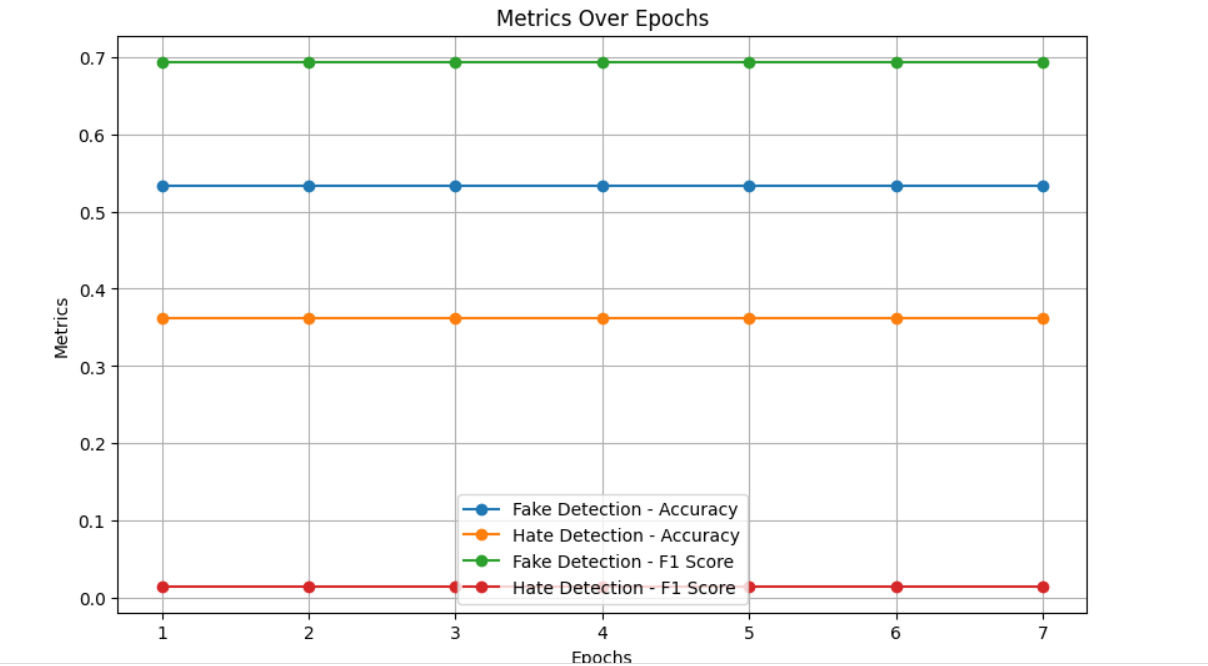 Metrics Over Epochs
0.7
0.6
0.5
0.4
0.3
0.2
0.1
0.0
Metrics
Fake Detection - Accuracy
Hate Detection - Accuracy
Fake Detection - F1 Score
Hate Detection - F1 Score
1 2 3 4 5 6 7
Epochs